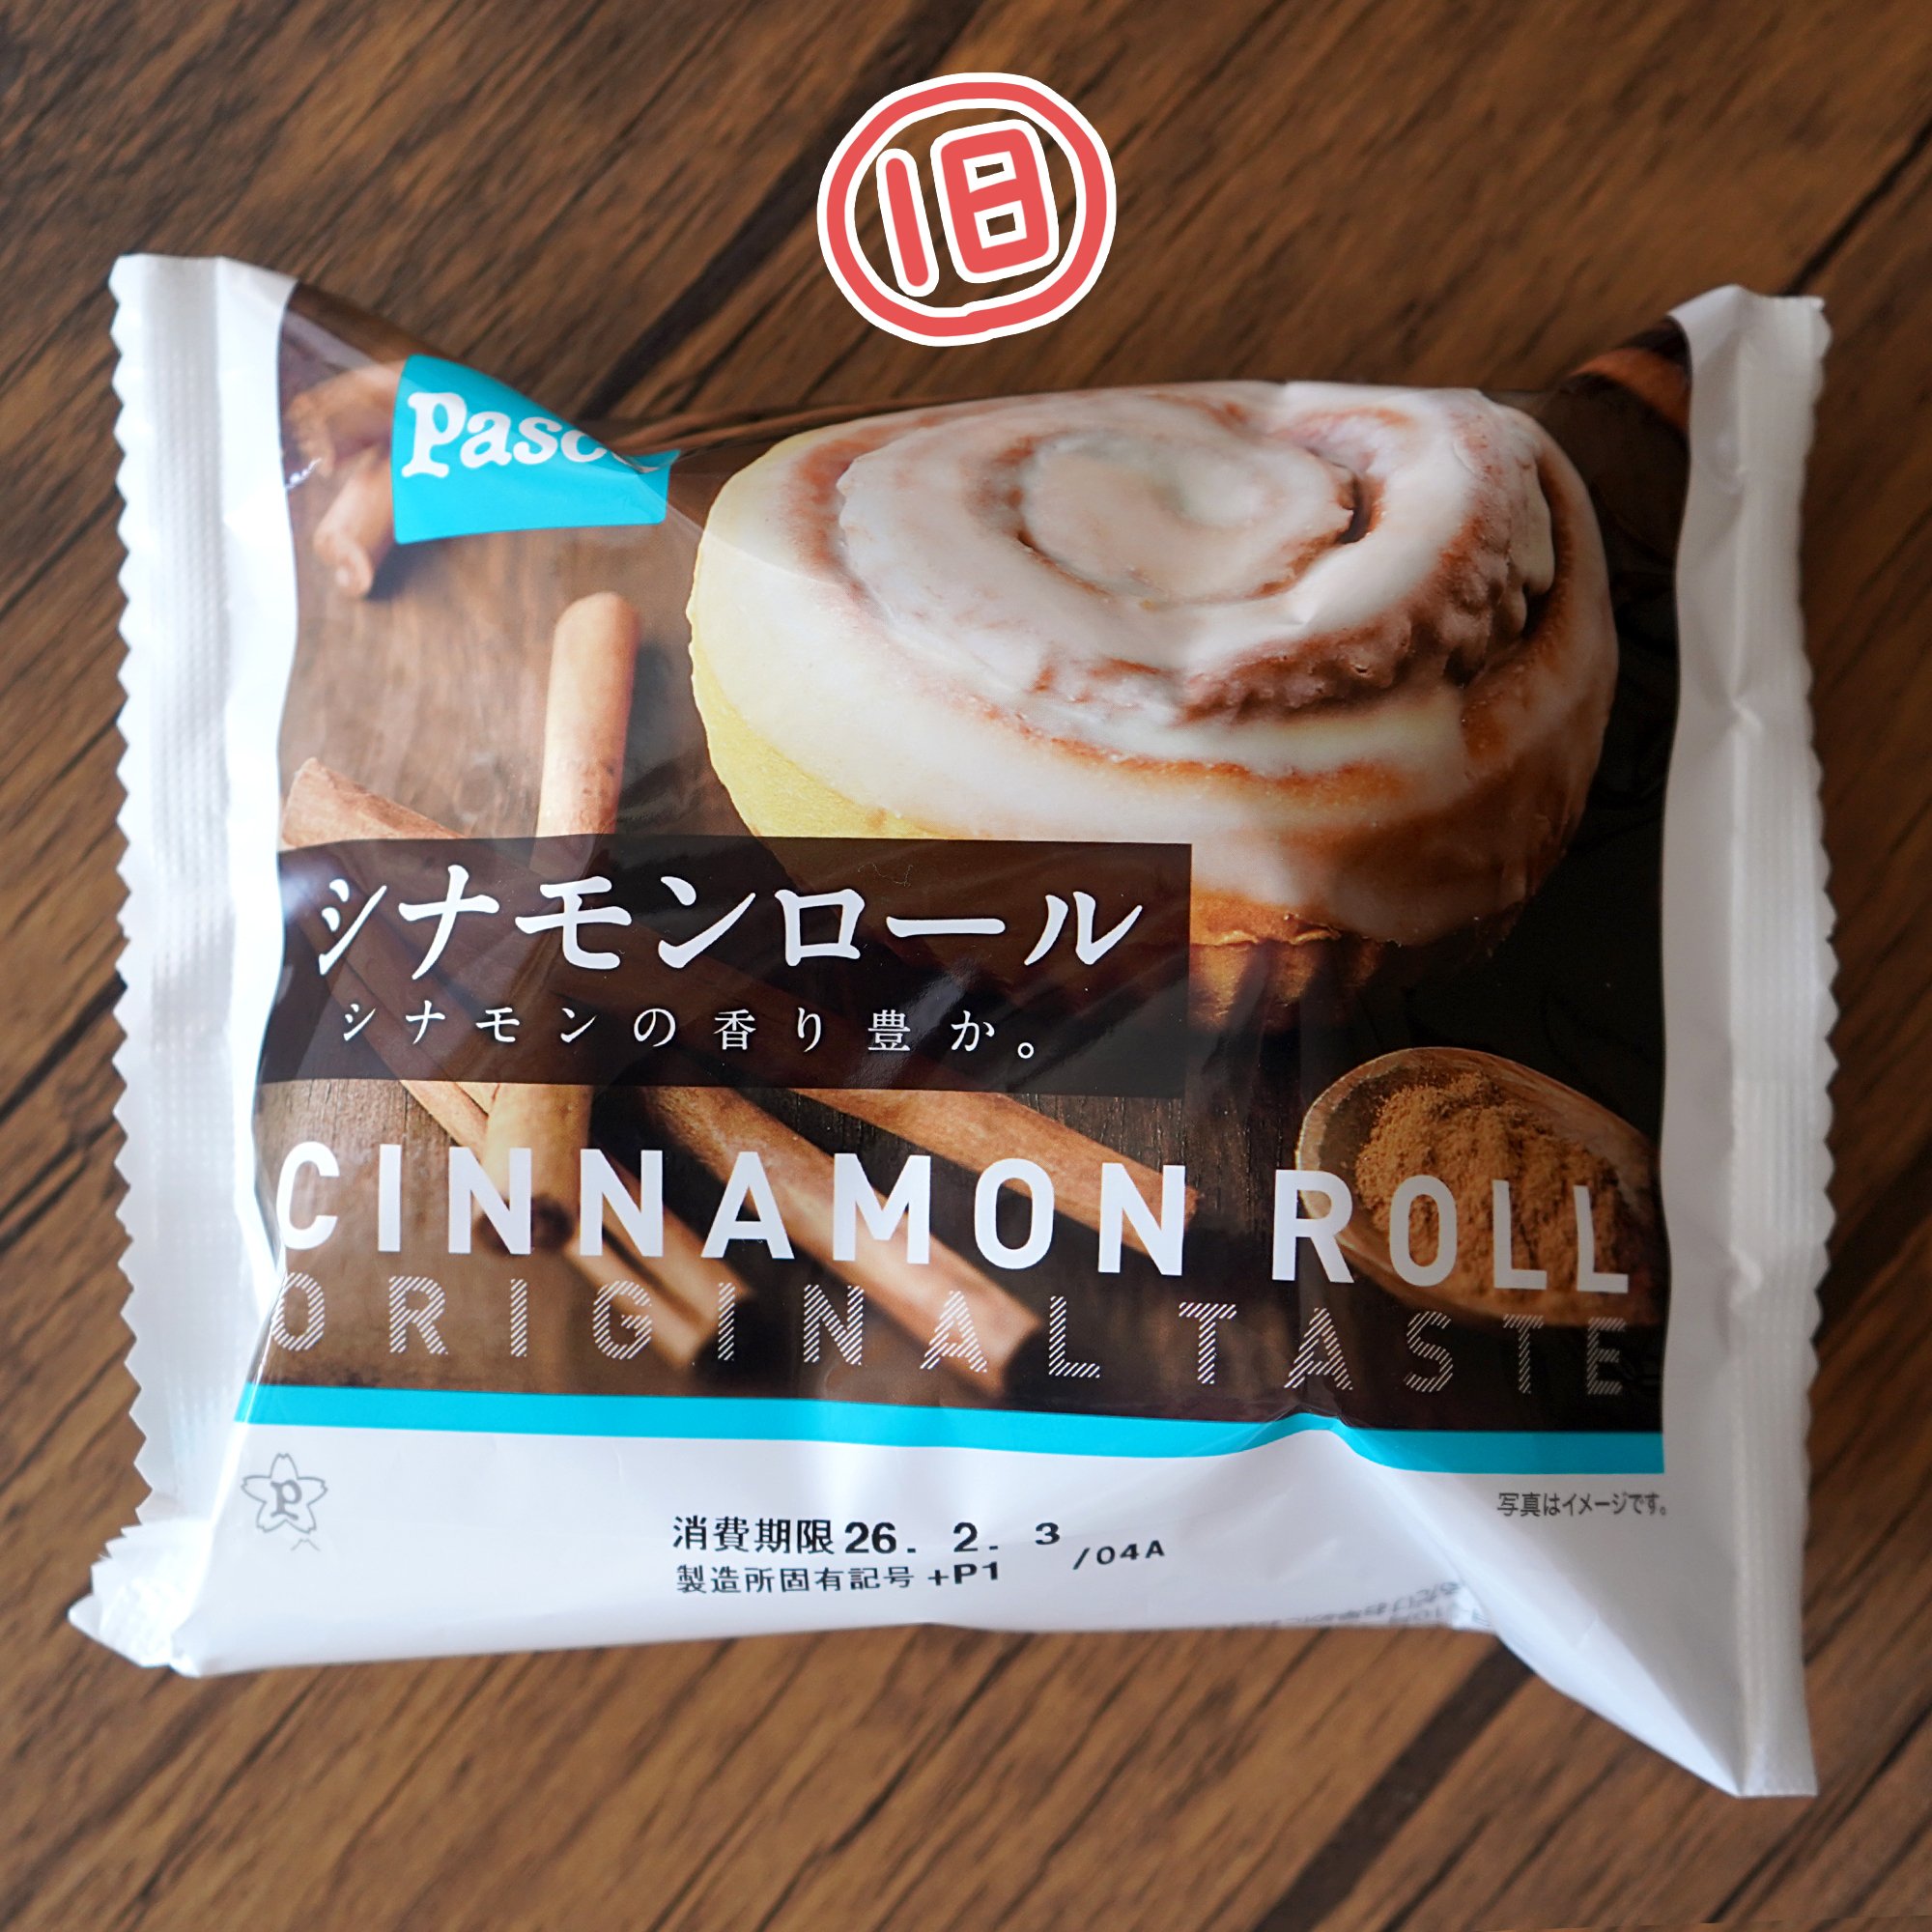 旧
Pasco
シナモンロール
シナモンの香り豊か。
CINNAMON ROLL
ORIGINAL TASTE
P
写真はイメージです。
消費期限 26. 2. 3 /04A
製造所固有記号 +P1